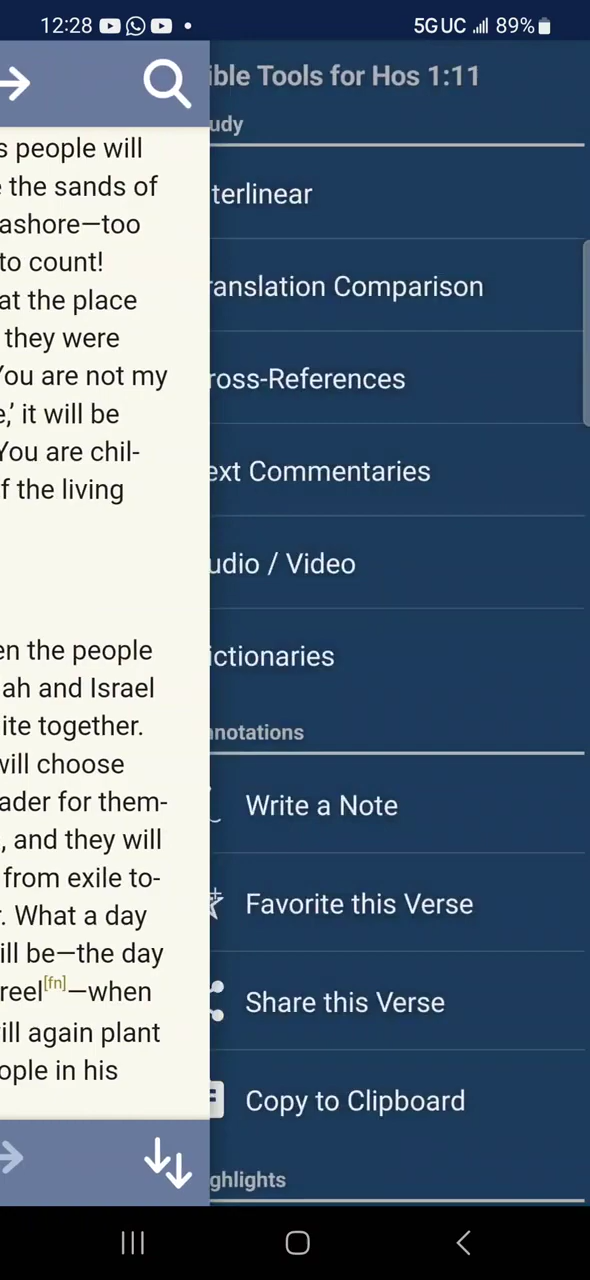 12:28
5G UC 89%
ible Tools for Hos 1:11
udy
s people will
e the sands of
ashore—too
to count!
at the place
they were
You are not my
e,’ it will be
You are chil-
f the living
en the people
ah and Israel
ite together.
will choose
ader for them-
, and they will
from exile to-
r. What a day
ill be—the day
reel[fn]—when
ill again plant
ople in his
terlinear
ranslation Comparison
ross-References
ext Commentaries
udio / Video
ictionaries
nnotations
Write a Note
Favorite this Verse
Share this Verse
Copy to Clipboard
ghlights